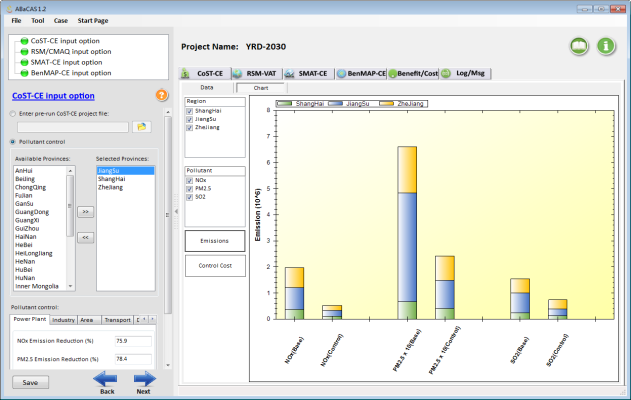 ABaCAS 1.2
File Tool Case Start Page
CoST-CE input option
RSM/CMAQ input option
SMAT-CE input option
BenMAP-CE input option
CoST-CE input option
?
Enter pre-run CoST-CE project file:
Pollutant control
Available Provinces:
AnHui
BeiJing
ChongQing
FuJian
GanSu
GuangDong
GuangXi
GuiZhou
HaiNan
HeBei
HeiLongJiang
HeNan
HuBei
HuNan
Inner Mongolia
>>
<<
Selected Provinces:
JiangSu
ShangHai
ZheJiang
Pollutant control:
Power Plant Industry Area Transport
NOx Emission Reduction (%) 75.9
PM2.5 Emission Reduction (%) 78.4
Save
Back
Next
Project Name: YRD-2030
CoST-CE RSM-VAT SMAT-CE BenMAP-CE Benefit/Cost Log/Msg
Data Chart
Region
ShangHai
JiangSu
ZheJiang
Pollutant
NOx
PM2.5
SO2
Emissions
Control Cost
ShangHai JiangSu ZheJiang
Emission (10^6)
8
7
6
5
4
3
2
1
0
NOx(Base)
NOx(Control)
PM2.5 x 10(Base)
PM2.5 x 10(Control)
SO2(Base)
SO2(Control)